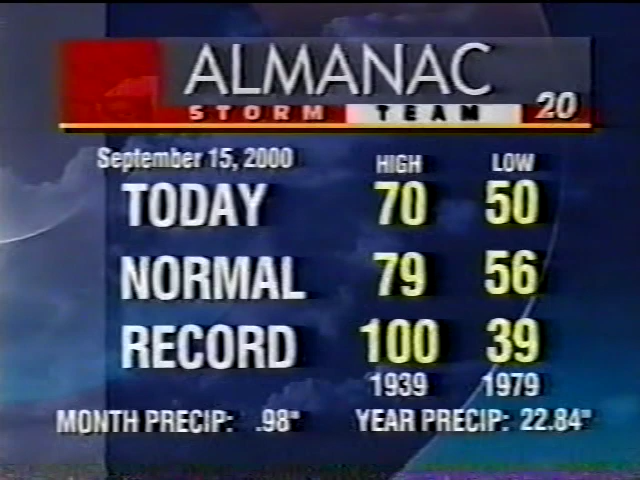 ALMANAC
STORM TEAM 20
September 15, 2000 HIGH LOW
TODAY 70 50
NORMAL 79 56
RECORD 100 39
1939 1979
MONTH PRECIP: .98" YEAR PRECIP: 22.84"